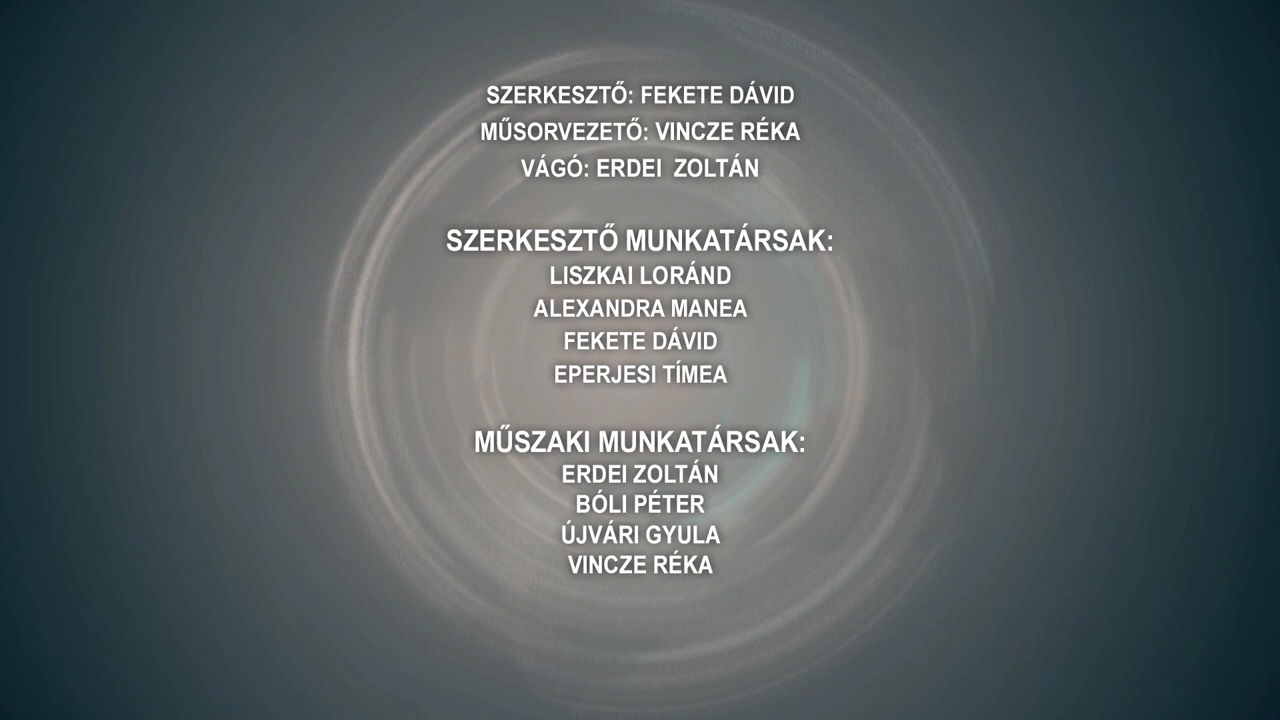 SZERKESZTŐ: FEKETE DÁVID
MŰSORVEZETŐ: VINCZE RÉKA
VÁGÓ: ERDEI ZOLTÁN
SZERKESZTŐ MUNKATÁRSAK:
LISZKAI LORÁND
ALEXANDRA MANEA
FEKETE DÁVID
EPERJESI TÍMEA
MŰSZAKI MUNKATÁRSAK:
ERDEI ZOLTÁN
BÓLI PÉTER
ÚJVÁRI GYULA
VINCZE RÉKA